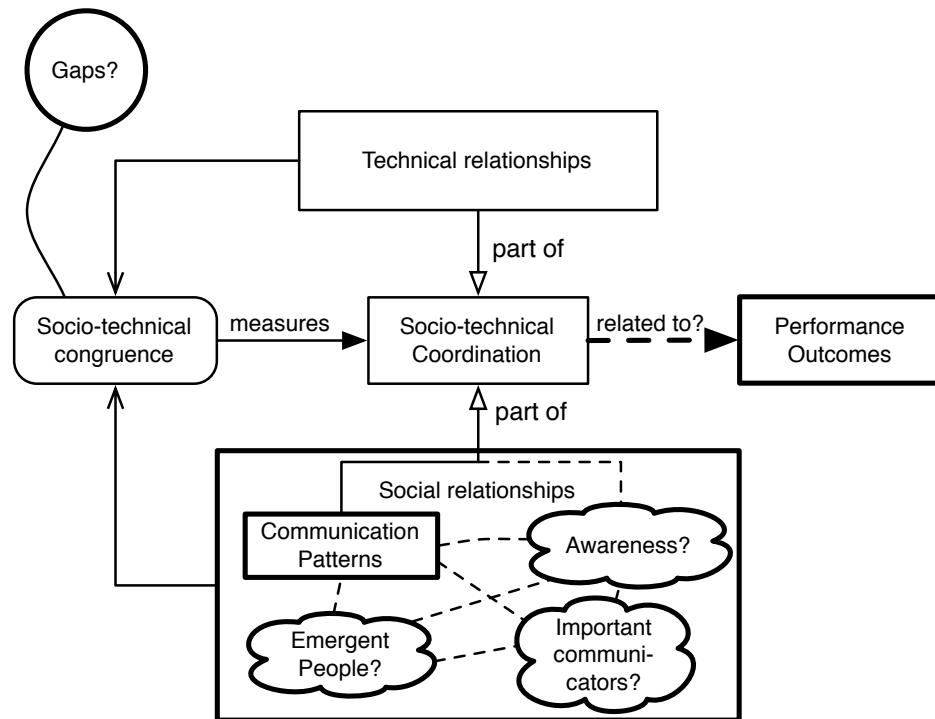 Gaps?
Technical relationships
part of
Socio-technical
congruence
measures
Socio-technical
Coordination
related to?
Performance
Outcomes
part of
Social relationships
Communication
Patterns
Awareness?
Emergent
People?
Important
communi-
cators?